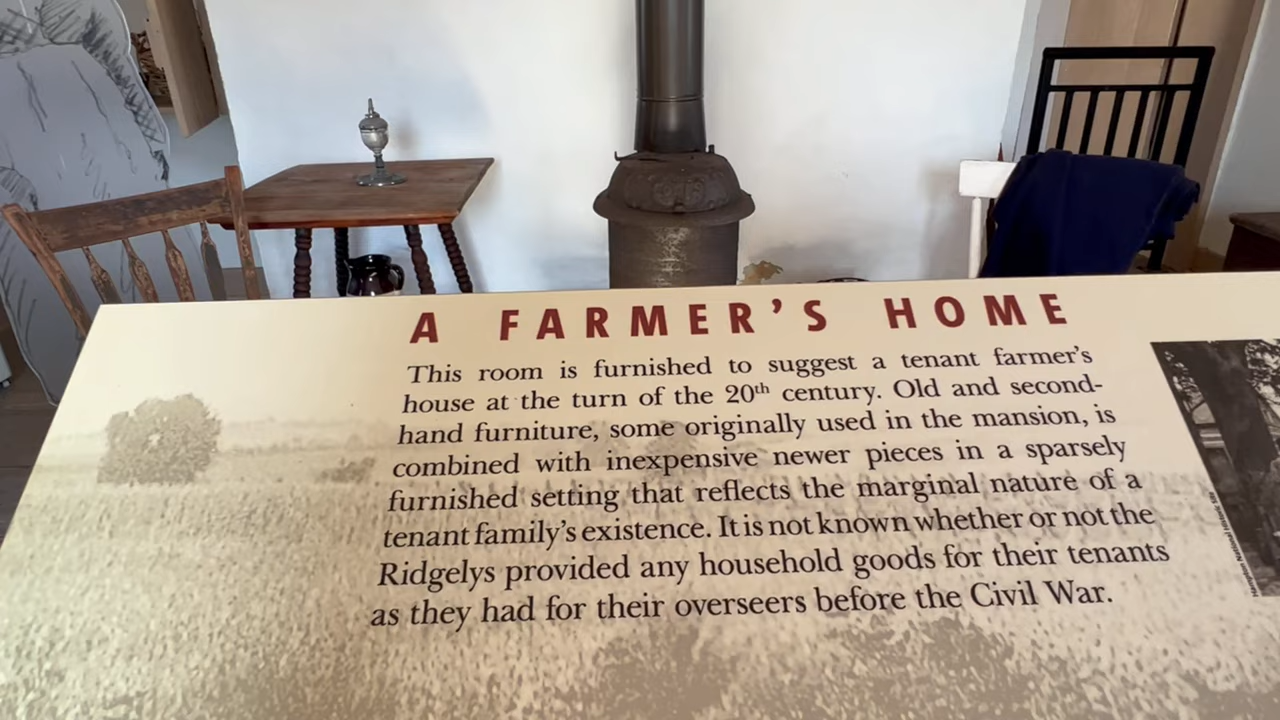 A FARMER'S HOME
This room is furnished to suggest a tenant farmer's
house at the turn of the 20th century. Old and second-
hand furniture, some originally used in the mansion, is
combined with inexpensive newer pieces in a sparsely
furnished setting that reflects the marginal nature of a
tenant family's existence. It is not known whether or not the
Ridgelys provided any household goods for their tenants
as they had for their overseers before the Civil War.